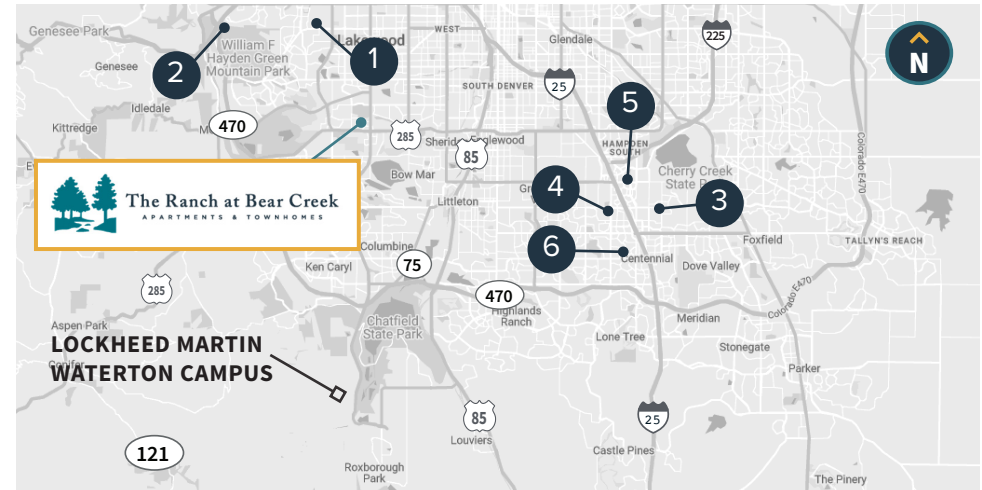 Genesee Park
Genesee
William F
Hayden Green
Mountain Park
Lakewood
WEST
Glendale
225
N
2
1
SOUTH DENVER
25
Idledale
Kittredge
470
285
Sheridan
Englewood
85
HAMPDEN
SOUTH
5
Cherry Creek
State
Colorado E470
Bow Mar
4
3
Littleton
The Ranch at Bear Creek
APARTMENTS & TOWNHOMES
6
Foxfield
TALLYN'S REACH
Columbine
Centennial
Dove Valley
Ken Caryl
75
285
470
Highlands
Ranch
Colorado E470
Aspen Park
Chatfield
State Park
Meridian
Lone Tree
Stonegate
LOCKHEED MARTIN
WATERTON CAMPUS
Conifer
Parker
85
25
Louviers
121
Castle Pines
Roxborough
Park
The Pinery